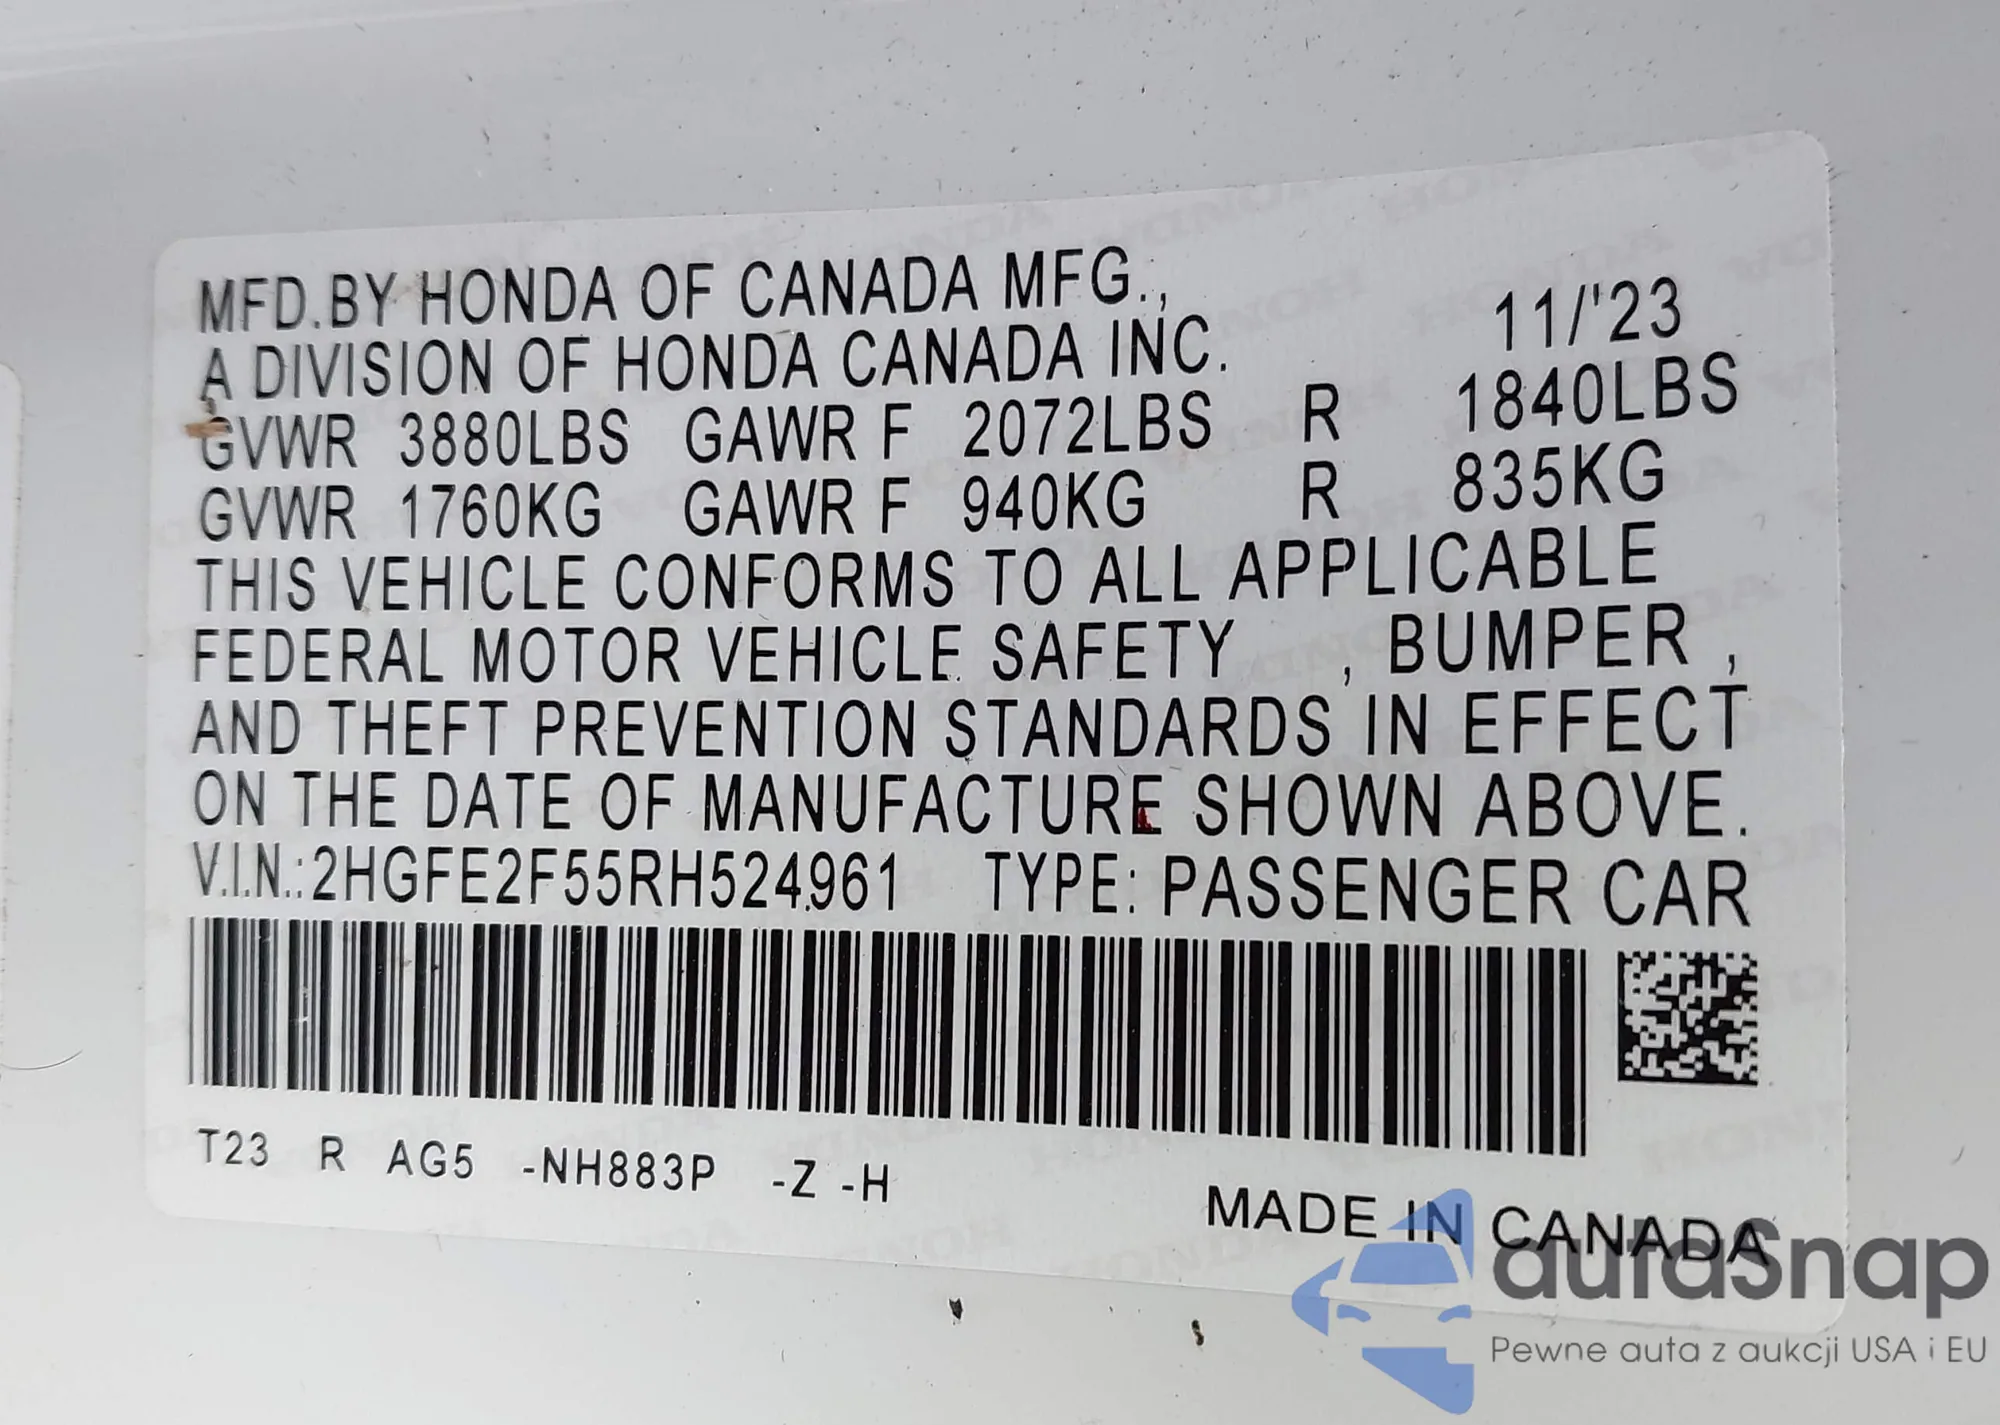 MFD.BY HONDA OF CANADA MFG.,
A DIVISION OF HONDA CANADA INC. 11/'23
GVWR 3880LBS GAWR F 2072LBS R 1840LBS
GVWR 1760KG GAWR F 940KG R 835KG
THIS VEHICLE CONFORMS TO ALL APPLICABLE
FEDERAL MOTOR VEHICLE SAFETY , BUMPER ,
AND THEFT PREVENTION STANDARDS IN EFFECT
ON THE DATE OF MANUFACTURE SHOWN ABOVE.
V.I.N.:2HGFE2F55RH524961 TYPE: PASSENGER CAR
T23 R AG5 -NH883P -Z -H
MADE IN CANADA
autaSnap
Pewne auta z aukcji USA i EU